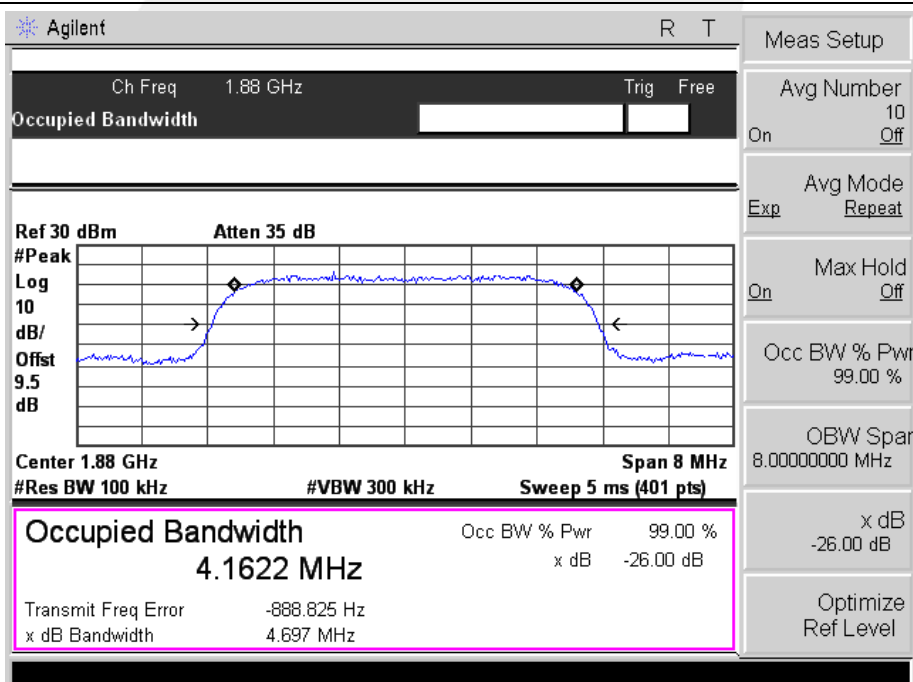 Agilent
R T
Ch Freq 1.88 GHz Trig Free
Occupied Bandwidth
Ref 30 dBm Atten 35 dB
#Peak
Log
10
dB/
Offst
9.5
dB
Center 1.88 GHz Span 8 MHz
#Res BW 100 kHz #VBW 300 kHz Sweep 5 ms (401 pts)
Occupied Bandwidth
4.1622 MHz
Occ BW % Pwr 99.00 %
x dB -26.00 dB
Transmit Freq Error -888.825 Hz
x dB Bandwidth 4.697 MHz
Meas Setup
Avg Number
10
On Off
Avg Mode
Exp Repeat
Max Hold
On Off
Occ BW % Pwr
99.00 %
OBW Span
8.00000000 MHz
x dB
-26.00 dB
Optimize
Ref Level